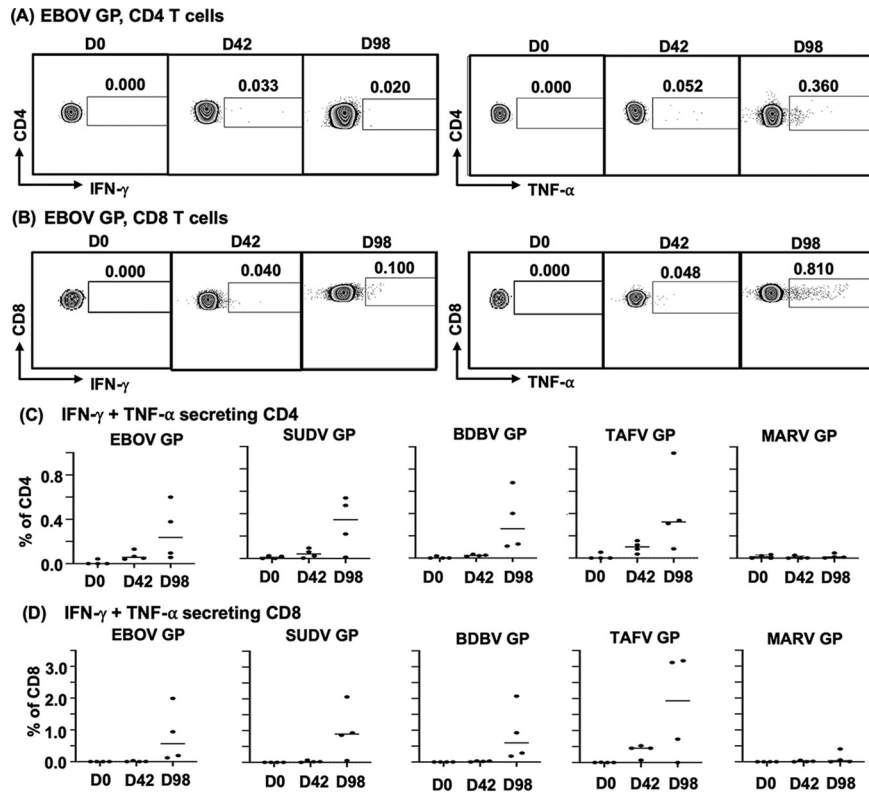 (A) EBOV GP, CD4 T cells
D0 D42 D98 D0 D42 D98
0.000 0.033 0.020 0.000 0.052 0.360
CD4 CD4
IFN-γ TNF-α
(B) EBOV GP, CD8 T cells
D0 D42 D98 D0 D42 D98
0.000 0.040 0.100 0.000 0.048 0.810
CD8 CD8
IFN-γ TNF-α
(C) IFN-γ + TNF-α secreting CD4
EBOV GP SUDV GP BDBV GP TAFV GP MARV GP
% of CD4
0.8
0.4
0.0
D0 D42 D98 D0 D42 D98 D0 D42 D98 D0 D42 D98 D0 D42 D98
(D) IFN-γ + TNF-α secreting CD8
EBOV GP SUDV GP BDBV GP TAFV GP MARV GP
% of CD8
3.0
2.0
1.0
0.0
D0 D42 D98 D0 D42 D98 D0 D42 D98 D0 D42 D98 D0 D42 D98